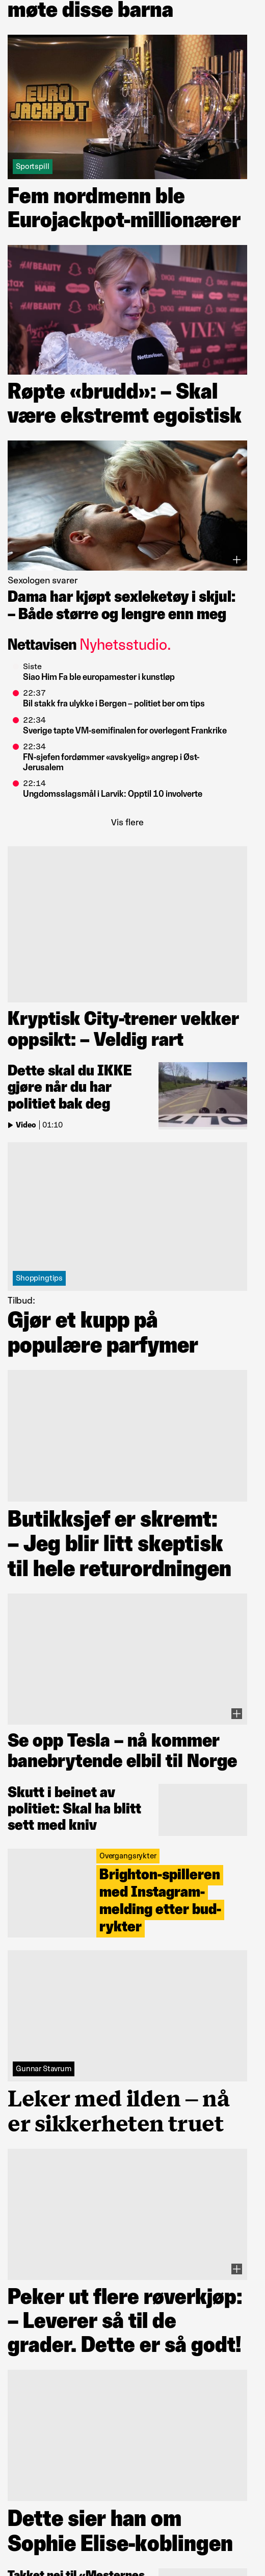 møte disse barna
EURO
JACKPOT
Sportspill
Fem nordmenn ble
Eurojackpot-millionærer
VIXEN
Nettavisen.
Røpte «brudd»: – Skal
være ekstremt egoistisk
Sexologen svarer
Dama har kjøpt sexleketøy i skjul:
– Både større og lengre enn meg
Nettavisen Nyhetsstudio.
Siste
Siao Him Fa ble europamester i kunstløp
22:37
Bil stakk fra ulykke i Bergen – politiet ber om tips
22:34
Sverige tapte VM-semifinalen for overlegent Frankrike
22:34
FN-sjefen fordømmer «avskyelig» angrep i Øst-
Jerusalem
22:14
Ungdomsslagsmål i Larvik: Opptil 10 involverte
Vis flere
Kryptisk City-trener vekker
oppsikt: – Veldig rart
Dette skal du IKKE
gjøre når du har
politiet bak deg
Video | 01:10
Shoppingtips
Tilbud:
Gjør et kupp på
populære parfymer
Butikksjef er skremt:
– Jeg blir litt skeptisk
til hele returordningen
Se opp Tesla – nå kommer
banebrytende elbil til Norge
Skutt i beinet av
politiet: Skal ha blitt
sett med kniv
Overgangsrykter
Brighton-spilleren
med Instagram-
melding etter bud-
rykter
Gunnar Stavrum
Leker med ilden – nå
er sikkerheten truet
Peker ut flere røverkjøp:
– Leverer så til de
grader. Dette er så godt!
Dette sier han om
Sophie Elise-koblingen
Takket nei til «Mesternes